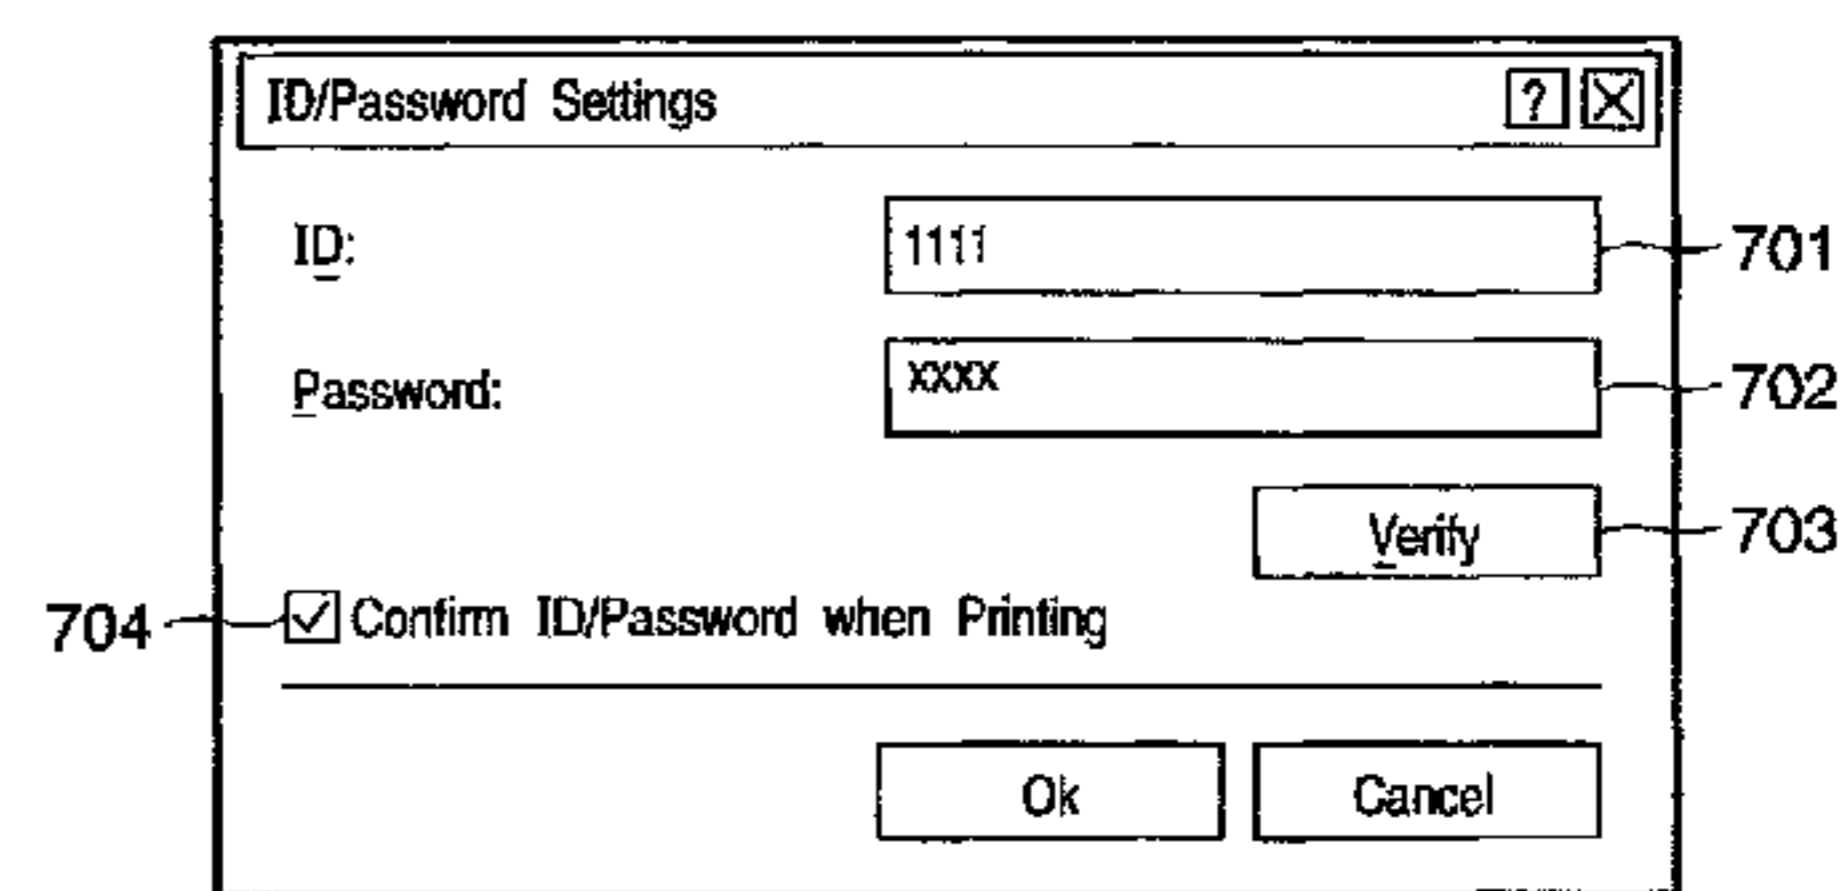 ID/Password Settings ?
ID: 1111 701
Password: xxxx 702
Verify 703
704 Confirm ID/Password when Printing
Ok Cancel